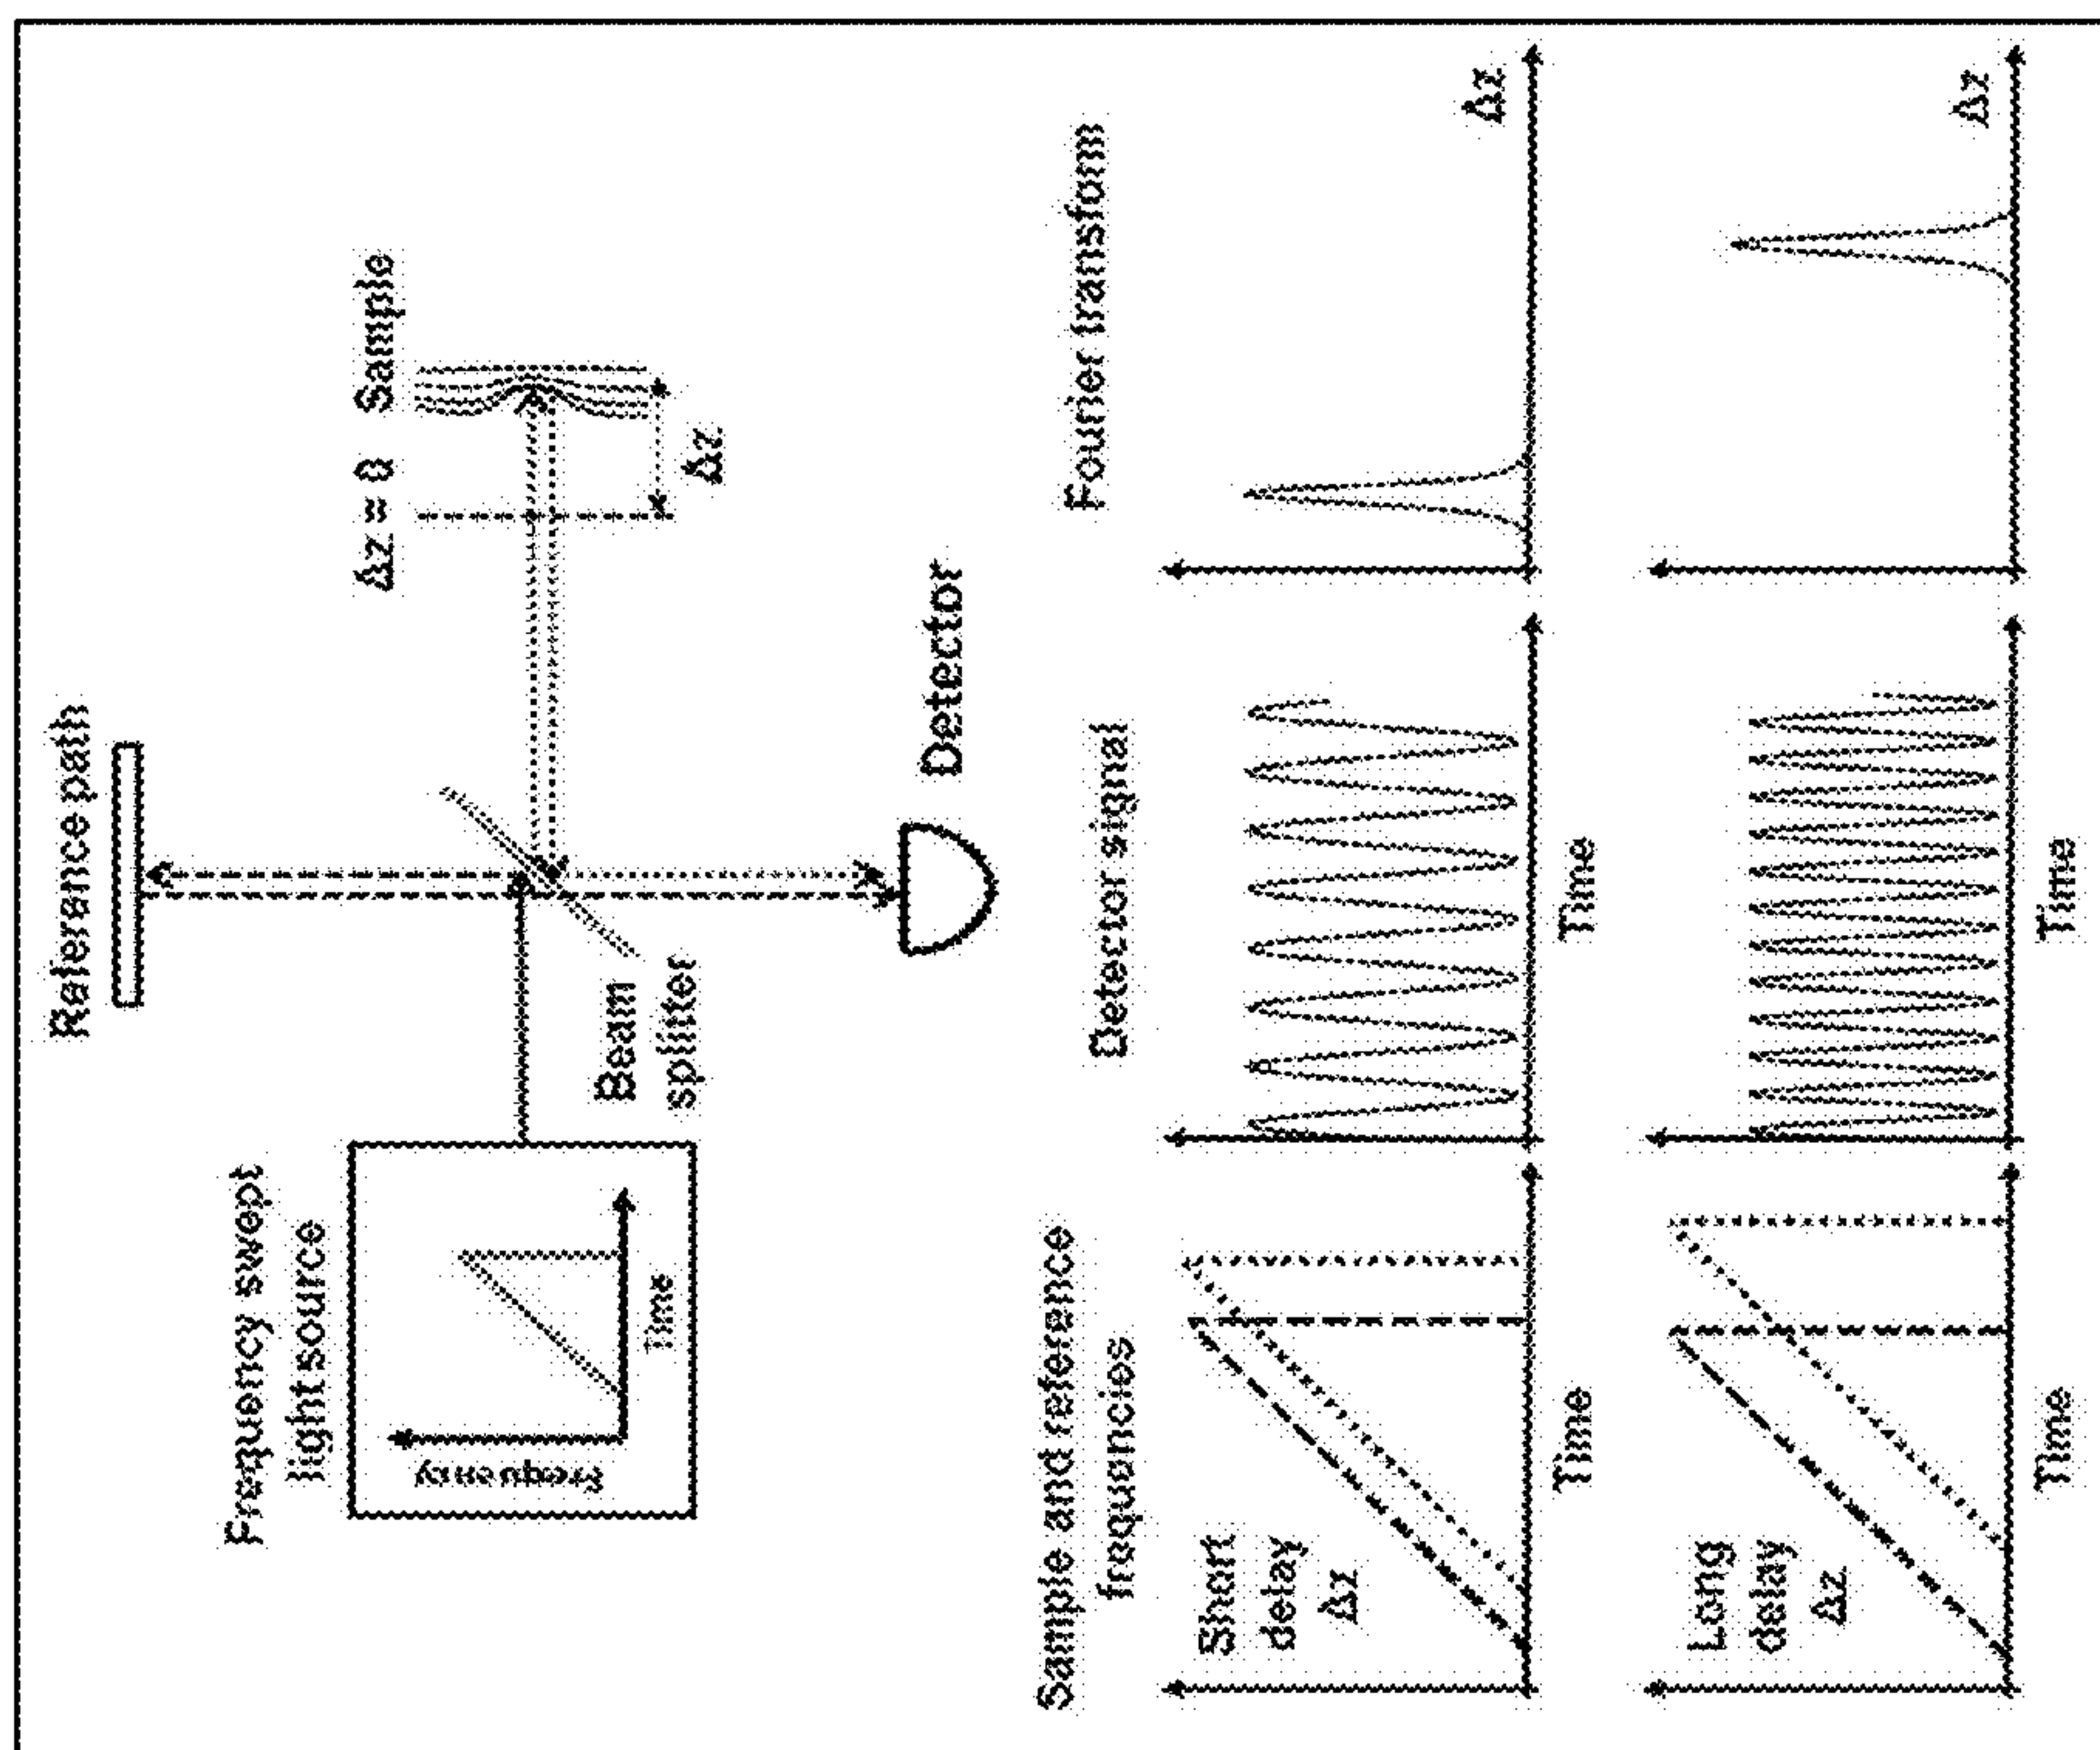 Reference path
Frequency swept
light source
Frequency
Time
Beam
splitter
Δz = 0
Sample
Δz
Detector
Sample and reference
frequencies
Detector signal
Fourier transform
Short
delay
Δz
Time
Time
Δz
Long
delay
Δz
Time
Time
Δz